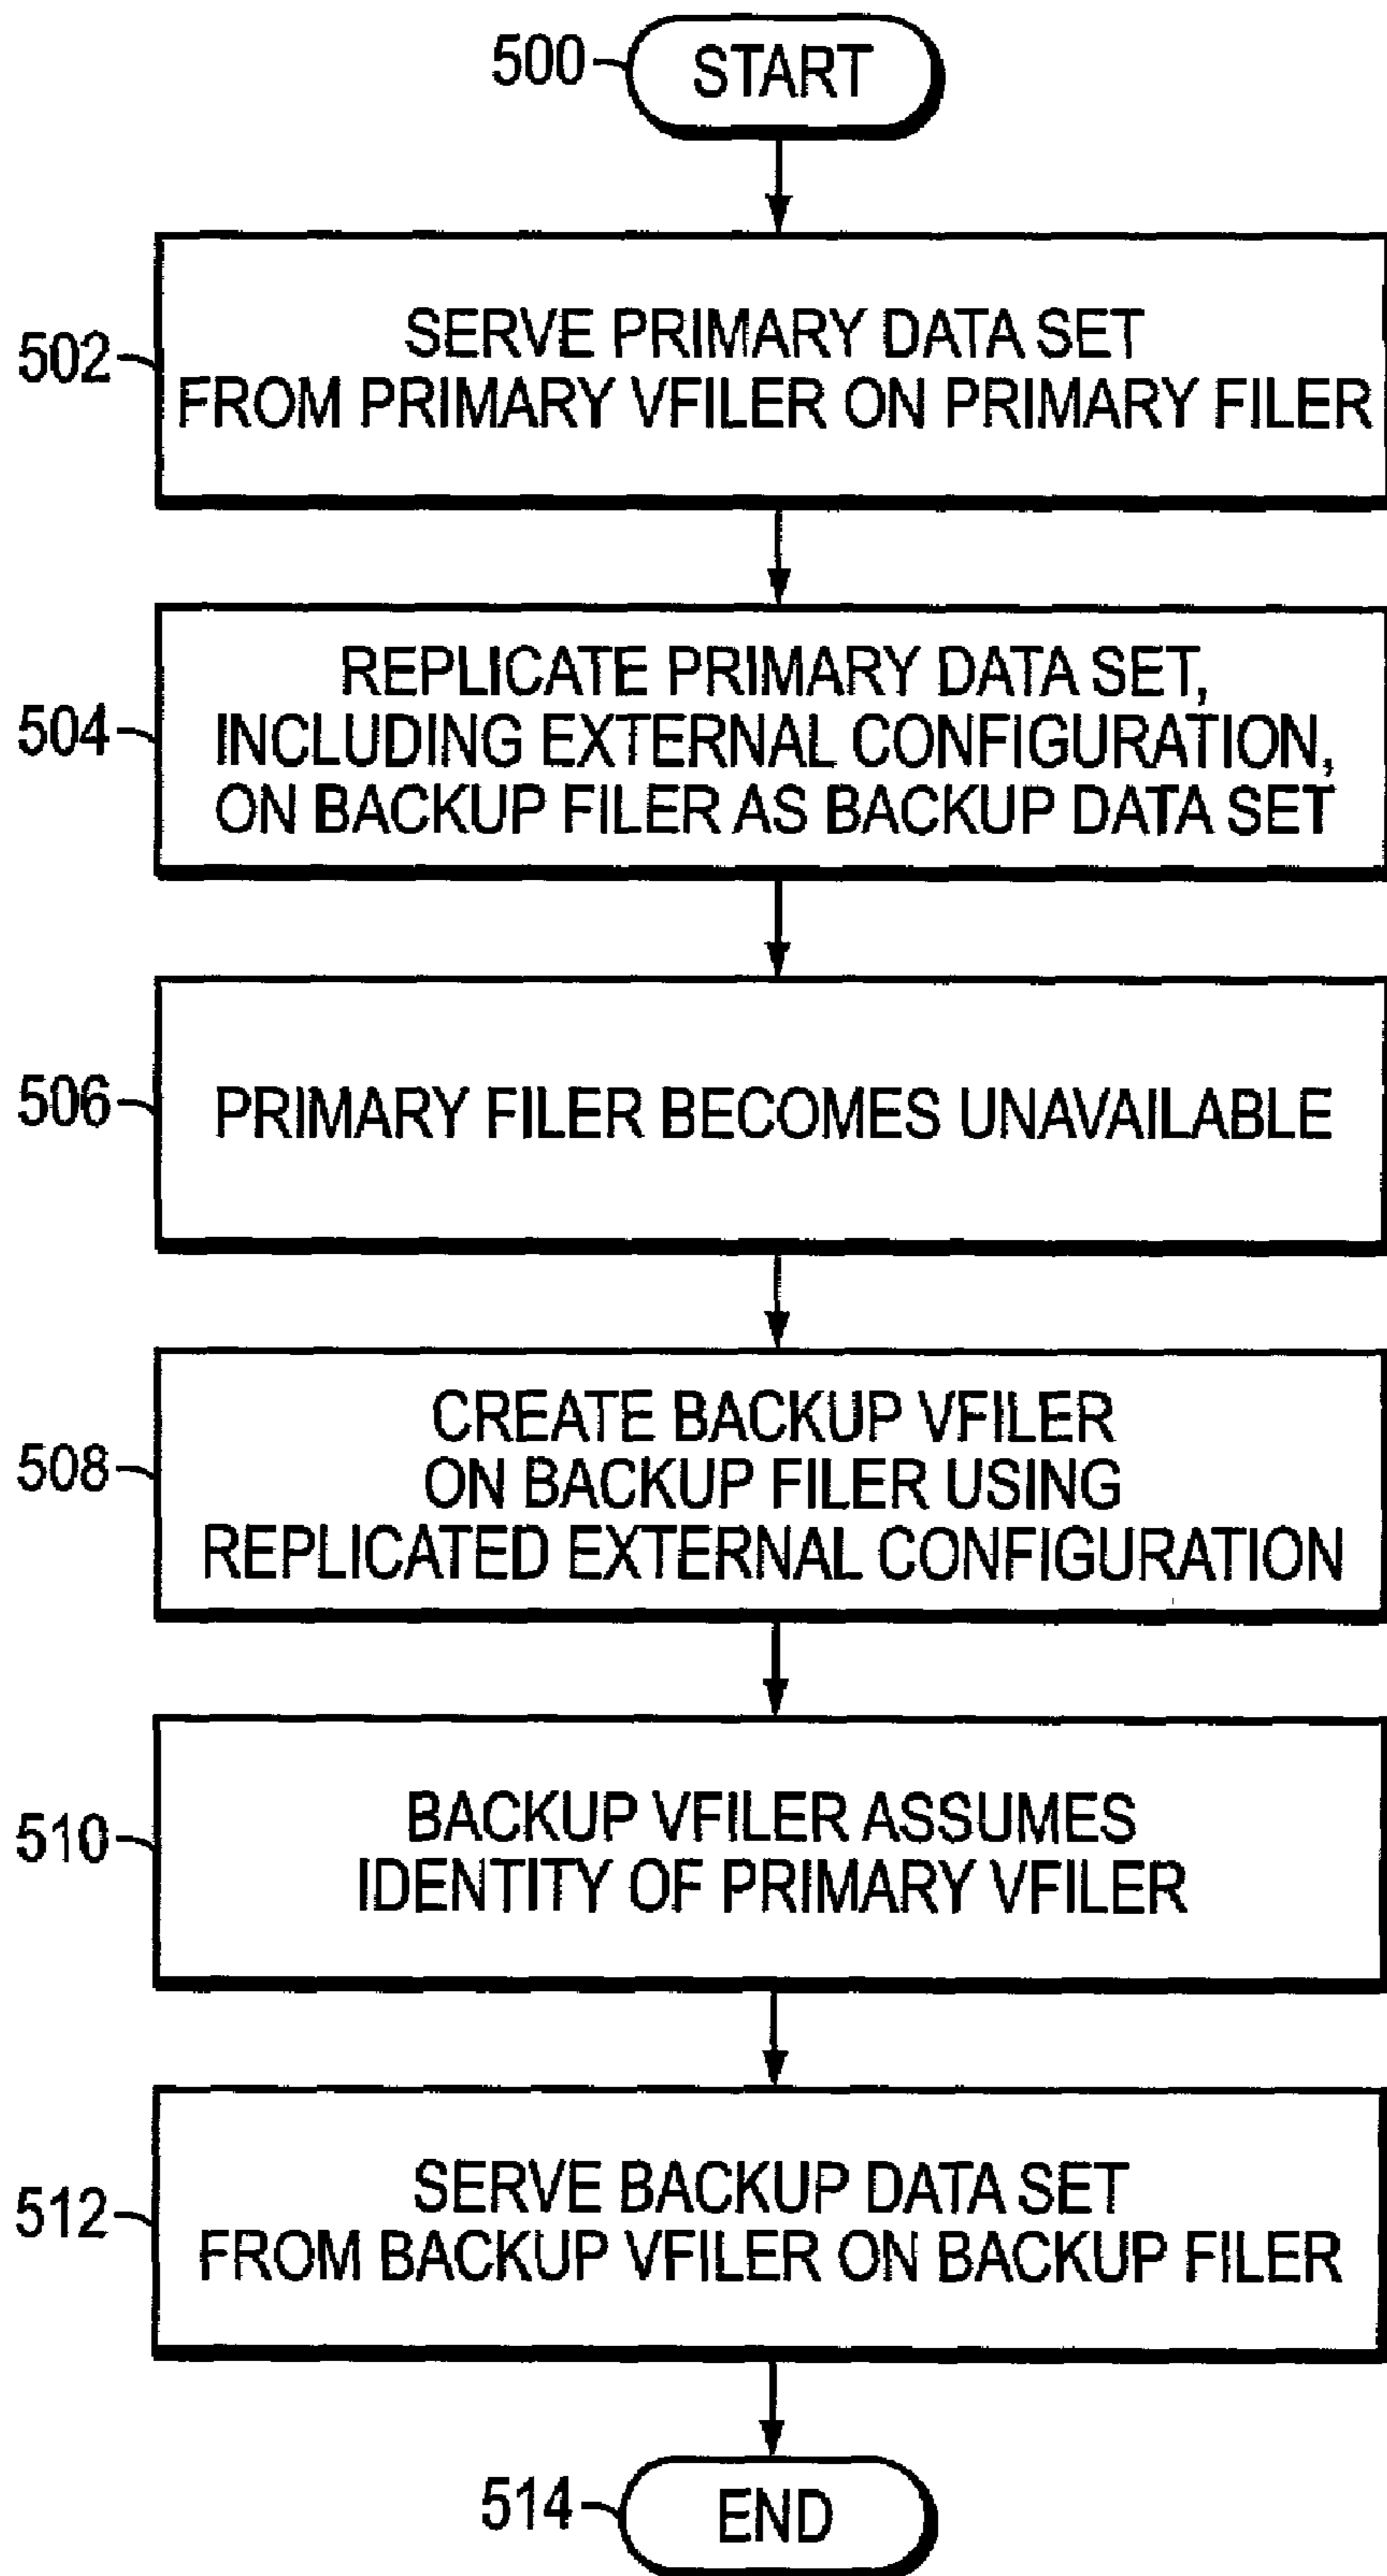 500 START
502 SERVE PRIMARY DATA SET
FROM PRIMARY VFILER ON PRIMARY FILER
504 REPLICATE PRIMARY DATA SET,
INCLUDING EXTERNAL CONFIGURATION,
ON BACKUP FILER AS BACKUP DATA SET
506 PRIMARY FILER BECOMES UNAVAILABLE
508 CREATE BACKUP VFILER
ON BACKUP FILER USING
REPLICATED EXTERNAL CONFIGURATION
510 BACKUP VFILER ASSUMES
IDENTITY OF PRIMARY VFILER
512 SERVE BACKUP DATA SET
FROM BACKUP VFILER ON BACKUP FILER
514 END